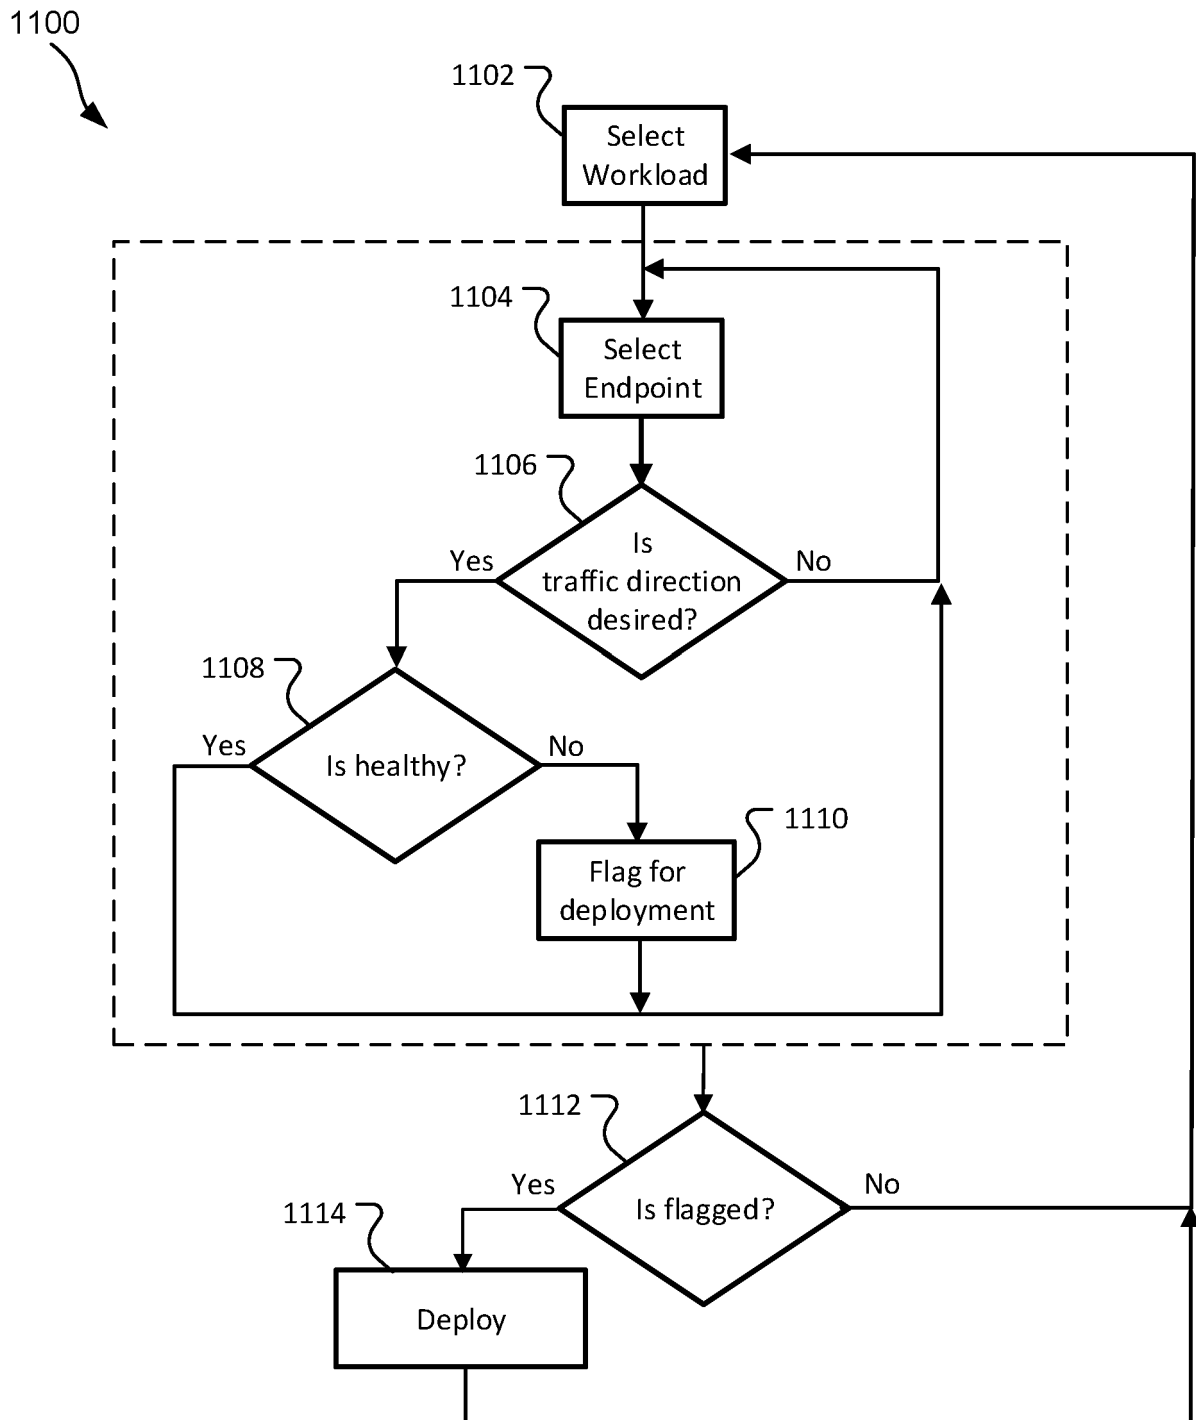 1100
1102
Select
Workload
1104
Select
Endpoint
1106
Is
traffic direction
desired?
Yes
No
1108
Is healthy?
Yes
No
1110
Flag for
deployment
1112
Is flagged?
Yes
No
1114
Deploy